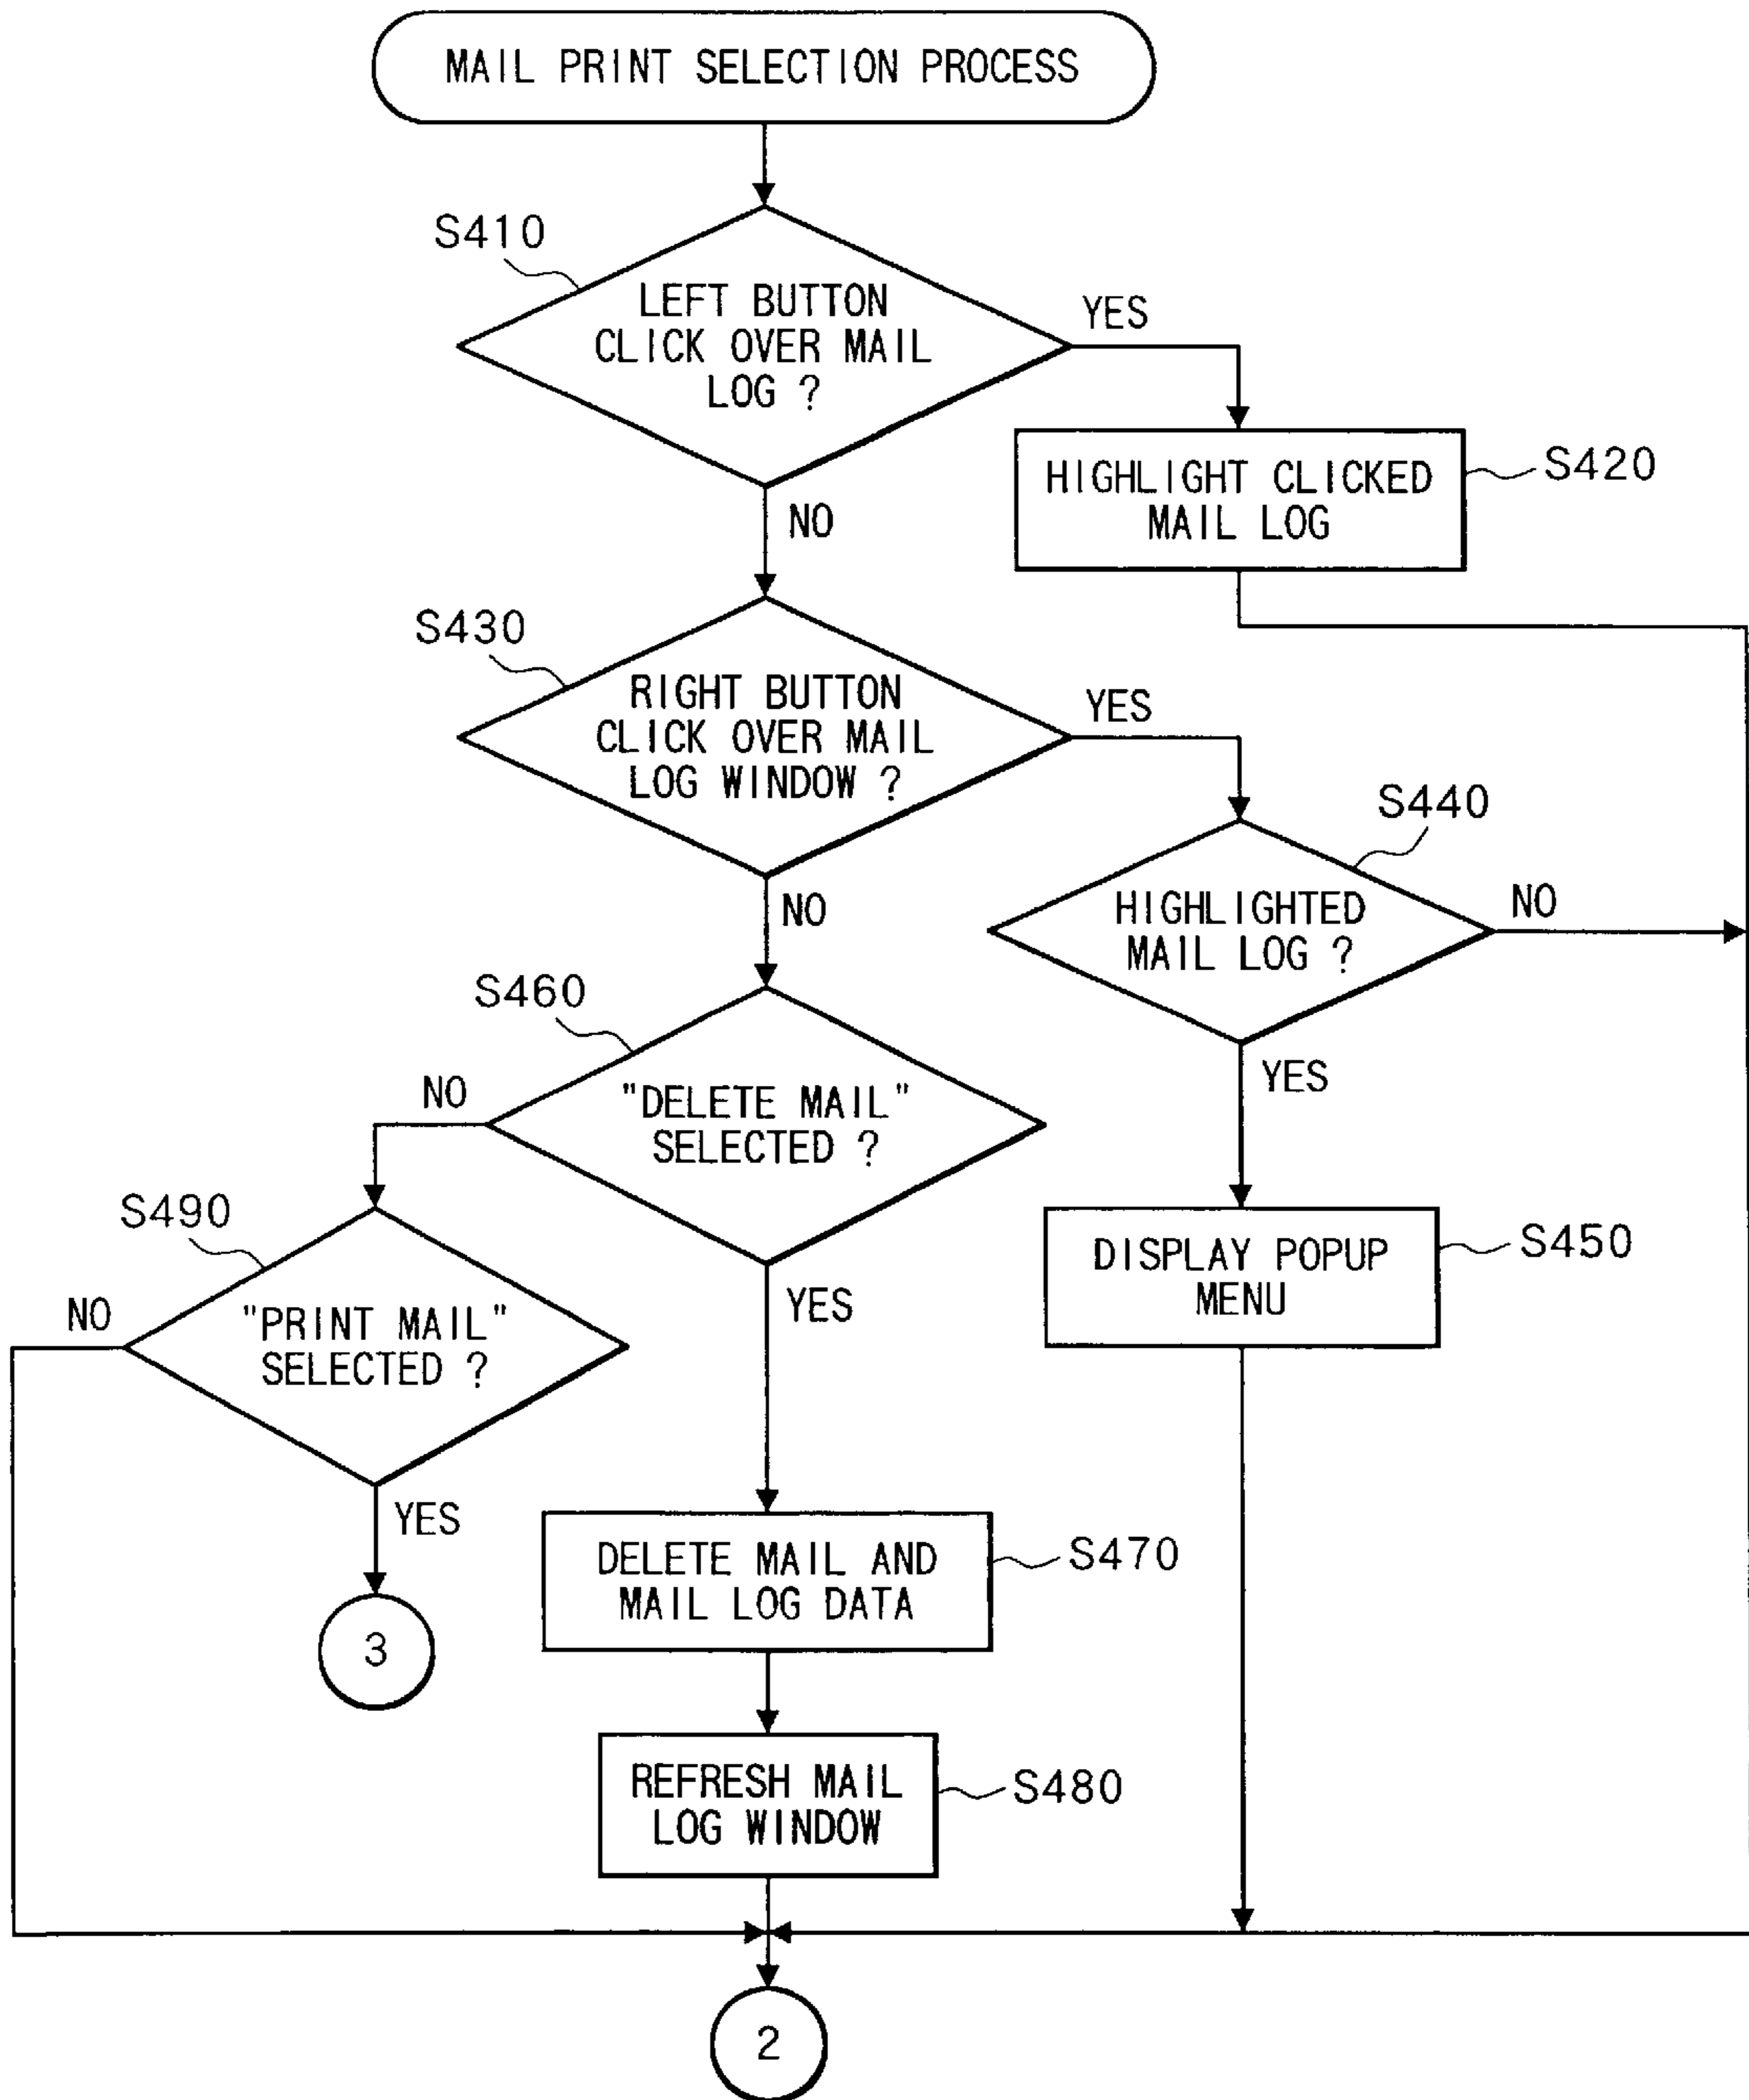 MAIL PRINT SELECTION PROCESS
S410
LEFT BUTTON
CLICK OVER MAIL
LOG ?
YES
NO
HIGHLIGHT CLICKED
MAIL LOG
S420
S430
RIGHT BUTTON
CLICK OVER MAIL
LOG WINDOW ?
YES
NO
S440
HIGHLIGHTED
MAIL LOG ?
NO
YES
S460
"DELETE MAIL"
SELECTED ?
NO
YES
DISPLAY POPUP
MENU
S450
S490
"PRINT MAIL"
SELECTED ?
NO
YES
3
DELETE MAIL AND
MAIL LOG DATA
S470
REFRESH MAIL
LOG WINDOW
S480
2